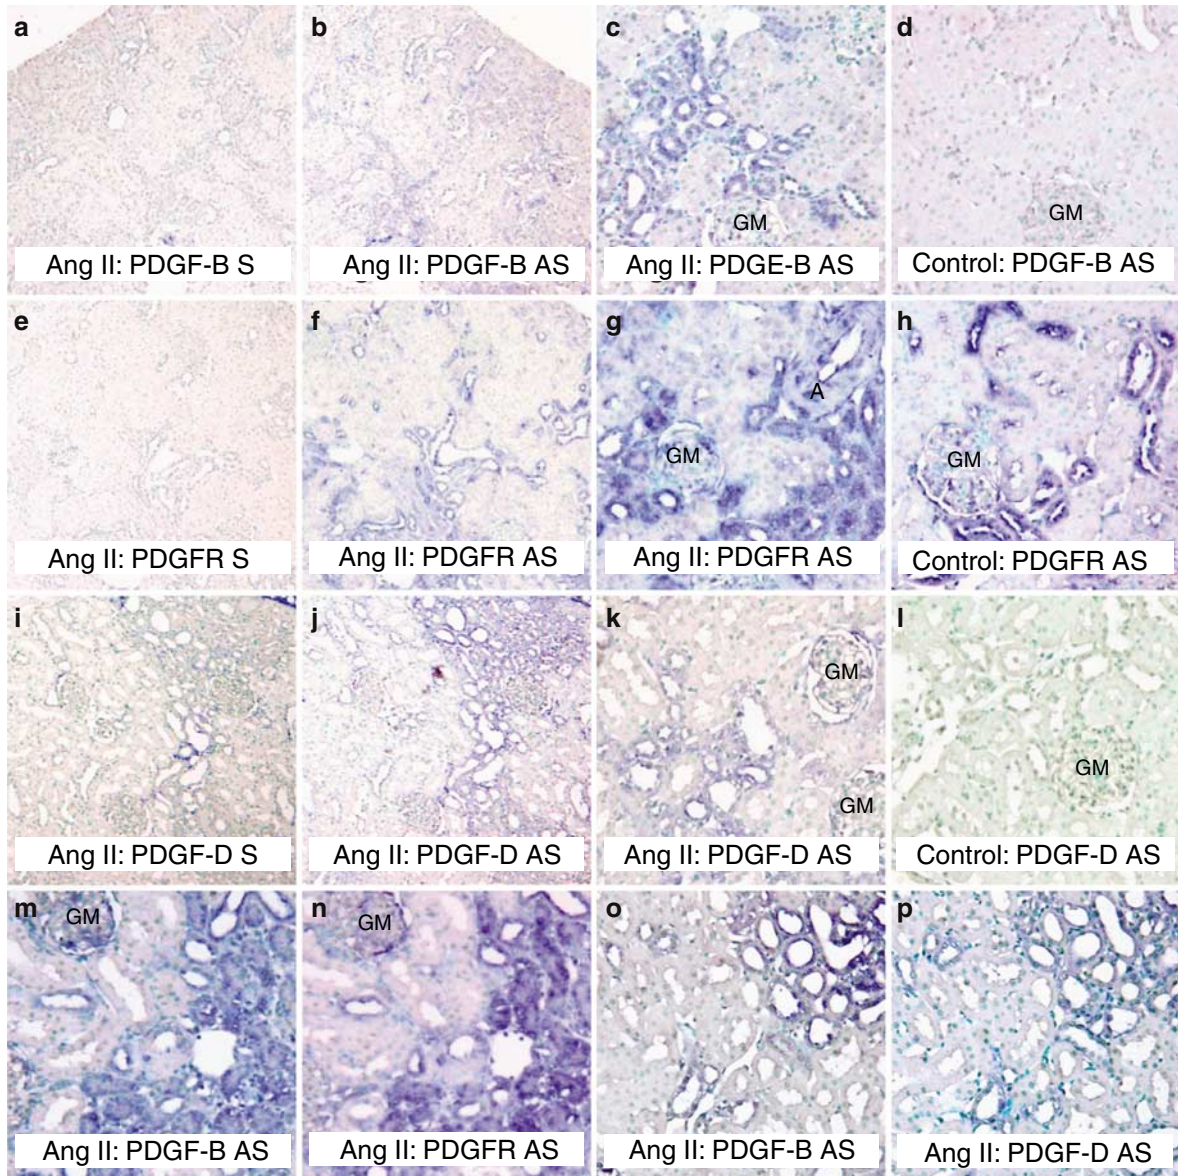 a
Ang II: PDGF-B S
b
Ang II: PDGF-B AS
c
GM
Ang II: PDGE-B AS
d
GM
Control: PDGF-B AS
e
Ang II: PDGFR S
f
Ang II: PDGFR AS
g
A
GM
Ang II: PDGFR AS
h
GM
Control: PDGFR AS
i
Ang II: PDGF-D S
j
Ang II: PDGF-D AS
k
GM
GM
Ang II: PDGF-D AS
l
GM
Control: PDGF-D AS
m
GM
Ang II: PDGF-B AS
n
GM
Ang II: PDGFR AS
o
Ang II: PDGF-B AS
p
Ang II: PDGF-D AS